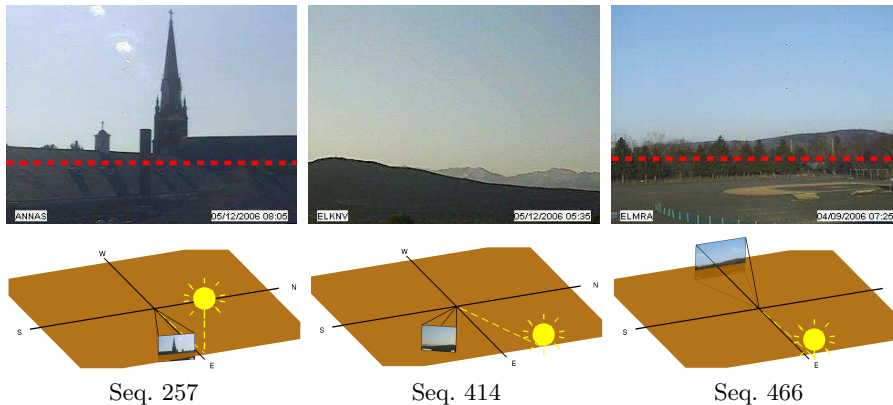 ANNAS 05/12/2006 08:05
ELKNV 05/12/2006 05:35
ELMRA 04/09/2006 07:25
W
N
S
E
W
N
S
E
W
N
S
E
Seq. 257
Seq. 414
Seq. 466